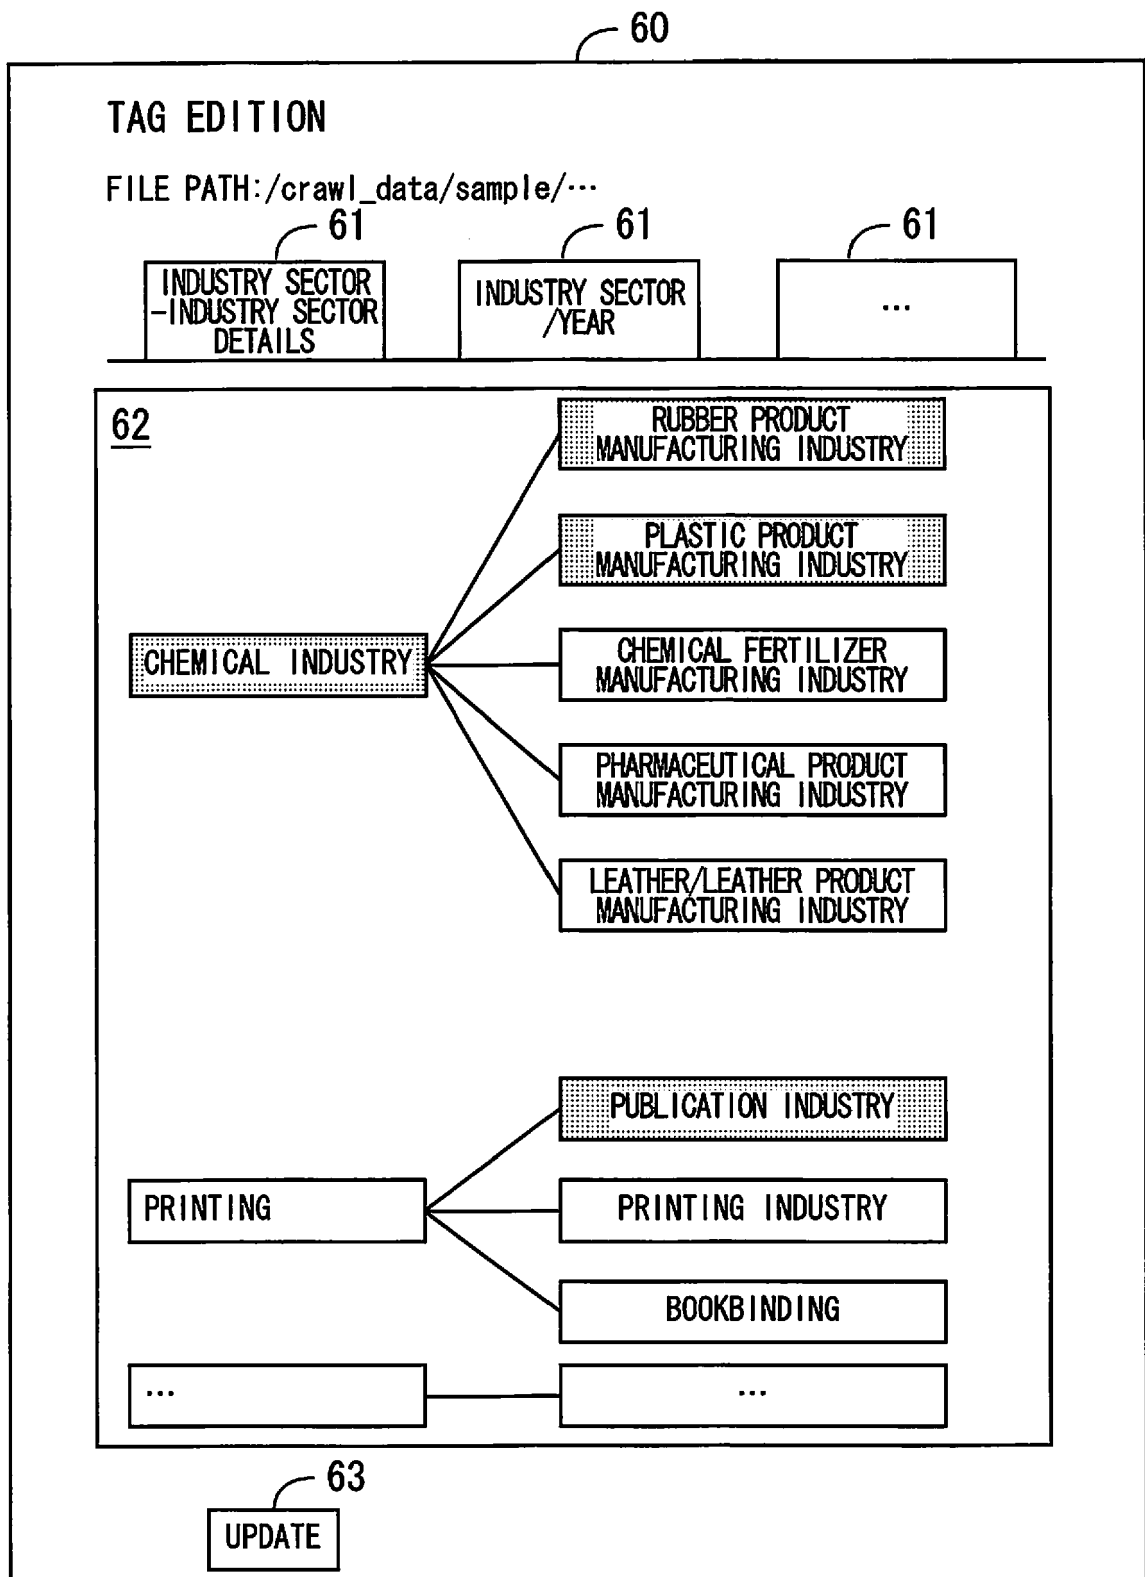 60
TAG EDITION
FILE PATH:/crawl_data/sample/…
61
61
61
INDUSTRY SECTOR
-INDUSTRY SECTOR
DETAILS
INDUSTRY SECTOR
/YEAR
…
62
RUBBER PRODUCT
MANUFACTURING INDUSTRY
PLASTIC PRODUCT
MANUFACTURING INDUSTRY
CHEMICAL INDUSTRY
CHEMICAL FERTILIZER
MANUFACTURING INDUSTRY
PHARMACEUTICAL PRODUCT
MANUFACTURING INDUSTRY
LEATHER/LEATHER PRODUCT
MANUFACTURING INDUSTRY
PUBLICATION INDUSTRY
PRINTING
PRINTING INDUSTRY
BOOKBINDING
…
…
63
UPDATE